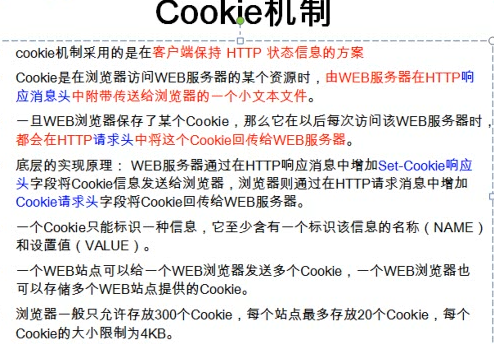 Cookie机制
cookie机制采用的是在客户端保持 HTTP 状态信息的方案
Cookie是在浏览器访问WEB服务器的某个资源时，由WEB服务器在HTTP响
应消息头中附带传送给浏览器的一个小文本文件。
一旦WEB浏览器保存了某个Cookie，那么它在以后每次访问该WEB服务器时，
都会在HTTP请求头中将这个Cookie回传给WEB服务器。
底层的实现原理： WEB服务器通过在HTTP响应消息中增加Set-Cookie响应
头字段将Cookie信息发送给浏览器，浏览器则通过在HTTP请求消息中增加
Cookie请求头字段将Cookie回传给WEB服务器。
一个Cookie只能标识一种信息，它至少含有一个标识该信息的名称（NAME）
和设置值（VALUE）。
一个WEB站点可以给一个WEB浏览器发送多个Cookie，一个WEB浏览器也
可以存储多个WEB站点提供的Cookie。
浏览器一般只允许存放300个Cookie，每个站点最多存放20个Cookie，每个
Cookie的大小限制为4KB。